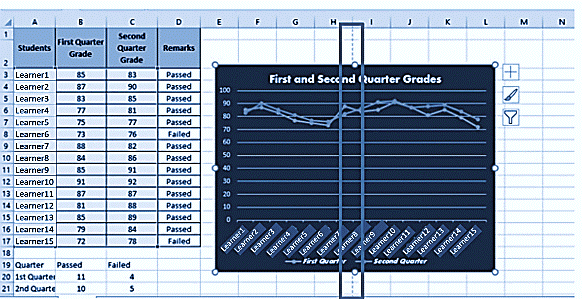 A B C D E F G H I J K L M N
1
2 Students First Quarter Grade Second Quarter Grade Remarks
3 Learner1 85 83 Passed
4 Learner2 87 90 Passed
5 Learner3 83 85 Passed
6 Learner4 77 81 Passed
7 Learner5 75 77 Passed
8 Learner6 73 76 Failed
9 Learner7 88 82 Passed
10 Learner8 84 86 Passed
11 Learner9 85 91 Passed
12 Learner10 91 92 Passed
13 Learner11 87 87 Passed
14 Learner12 81 88 Passed
15 Learner13 85 89 Passed
16 Learner14 79 84 Passed
17 Learner15 72 78 Failed
18
19 Quarter Passed Failed
20 1st Quarter 11 4
21 2nd Quarte 10 5
First and Second Quarter Grades
100
90
80
70
60
50
40
30
20
10
0
Learner1 Learner2 Learner3 Learner4 Learner5 Learner6 Learner7 Learner8 Learner9 Learner10 Learner11 Learner12 Learner13 Learner14 Learner15
First Quarter Second Quarter